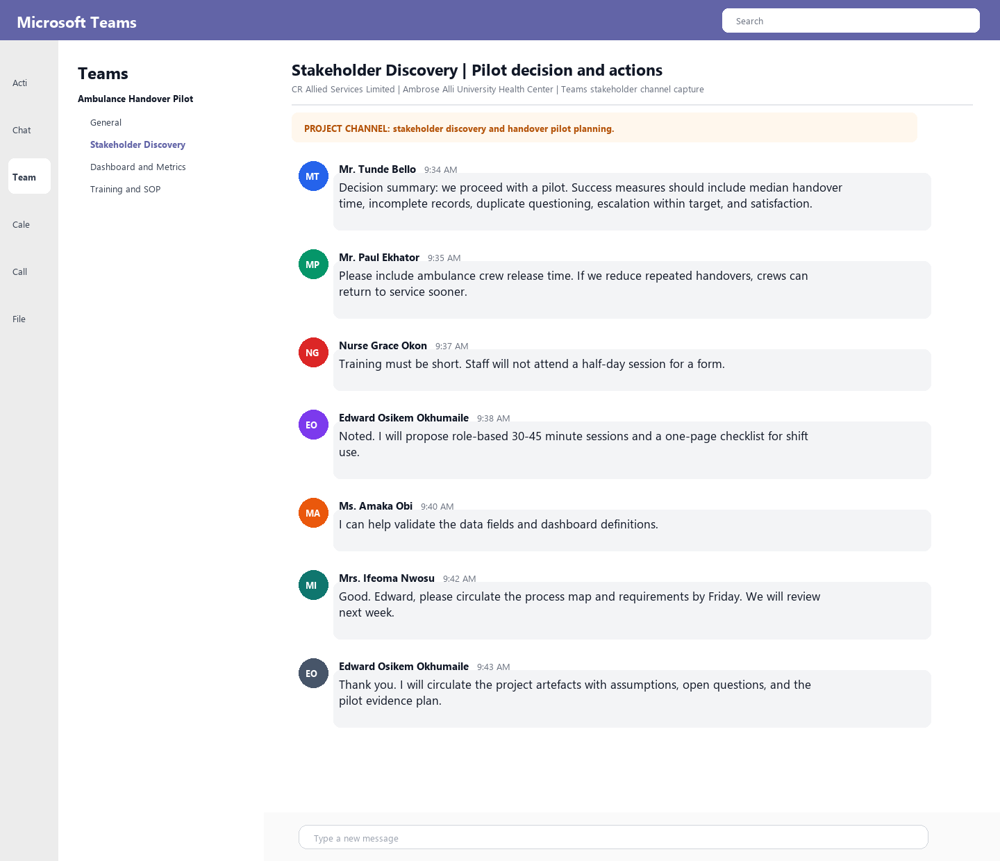 Microsoft Teams
Search
Acti
Chat
Team
Cale
Call
File
Teams
Ambulance Handover Pilot
General
Stakeholder Discovery
Dashboard and Metrics
Training and SOP
Stakeholder Discovery | Pilot decision and actions
CR Allied Services Limited | Ambrose Alli University Health Center | Teams stakeholder channel capture
PROJECT CHANNEL: stakeholder discovery and handover pilot planning.
MT
Mr. Tunde Bello 9:34 AM
Decision summary: we proceed with a pilot. Success measures should include median handover
time, incomplete records, duplicate questioning, escalation within target, and satisfaction.
MP
Mr. Paul Ekhator 9:35 AM
Please include ambulance crew release time. If we reduce repeated handovers, crews can
return to service sooner.
NG
Nurse Grace Okon 9:37 AM
Training must be short. Staff will not attend a half-day session for a form.
EO
Edward Osikem Okhumaile 9:38 AM
Noted. I will propose role-based 30-45 minute sessions and a one-page checklist for shift
use.
MA
Ms. Amaka Obi 9:40 AM
I can help validate the data fields and dashboard definitions.
MI
Mrs. Ifeoma Nwosu 9:42 AM
Good. Edward, please circulate the process map and requirements by Friday. We will review
next week.
EO
Edward Osikem Okhumaile 9:43 AM
Thank you. I will circulate the project artefacts with assumptions, open questions, and the
pilot evidence plan.
Type a new message